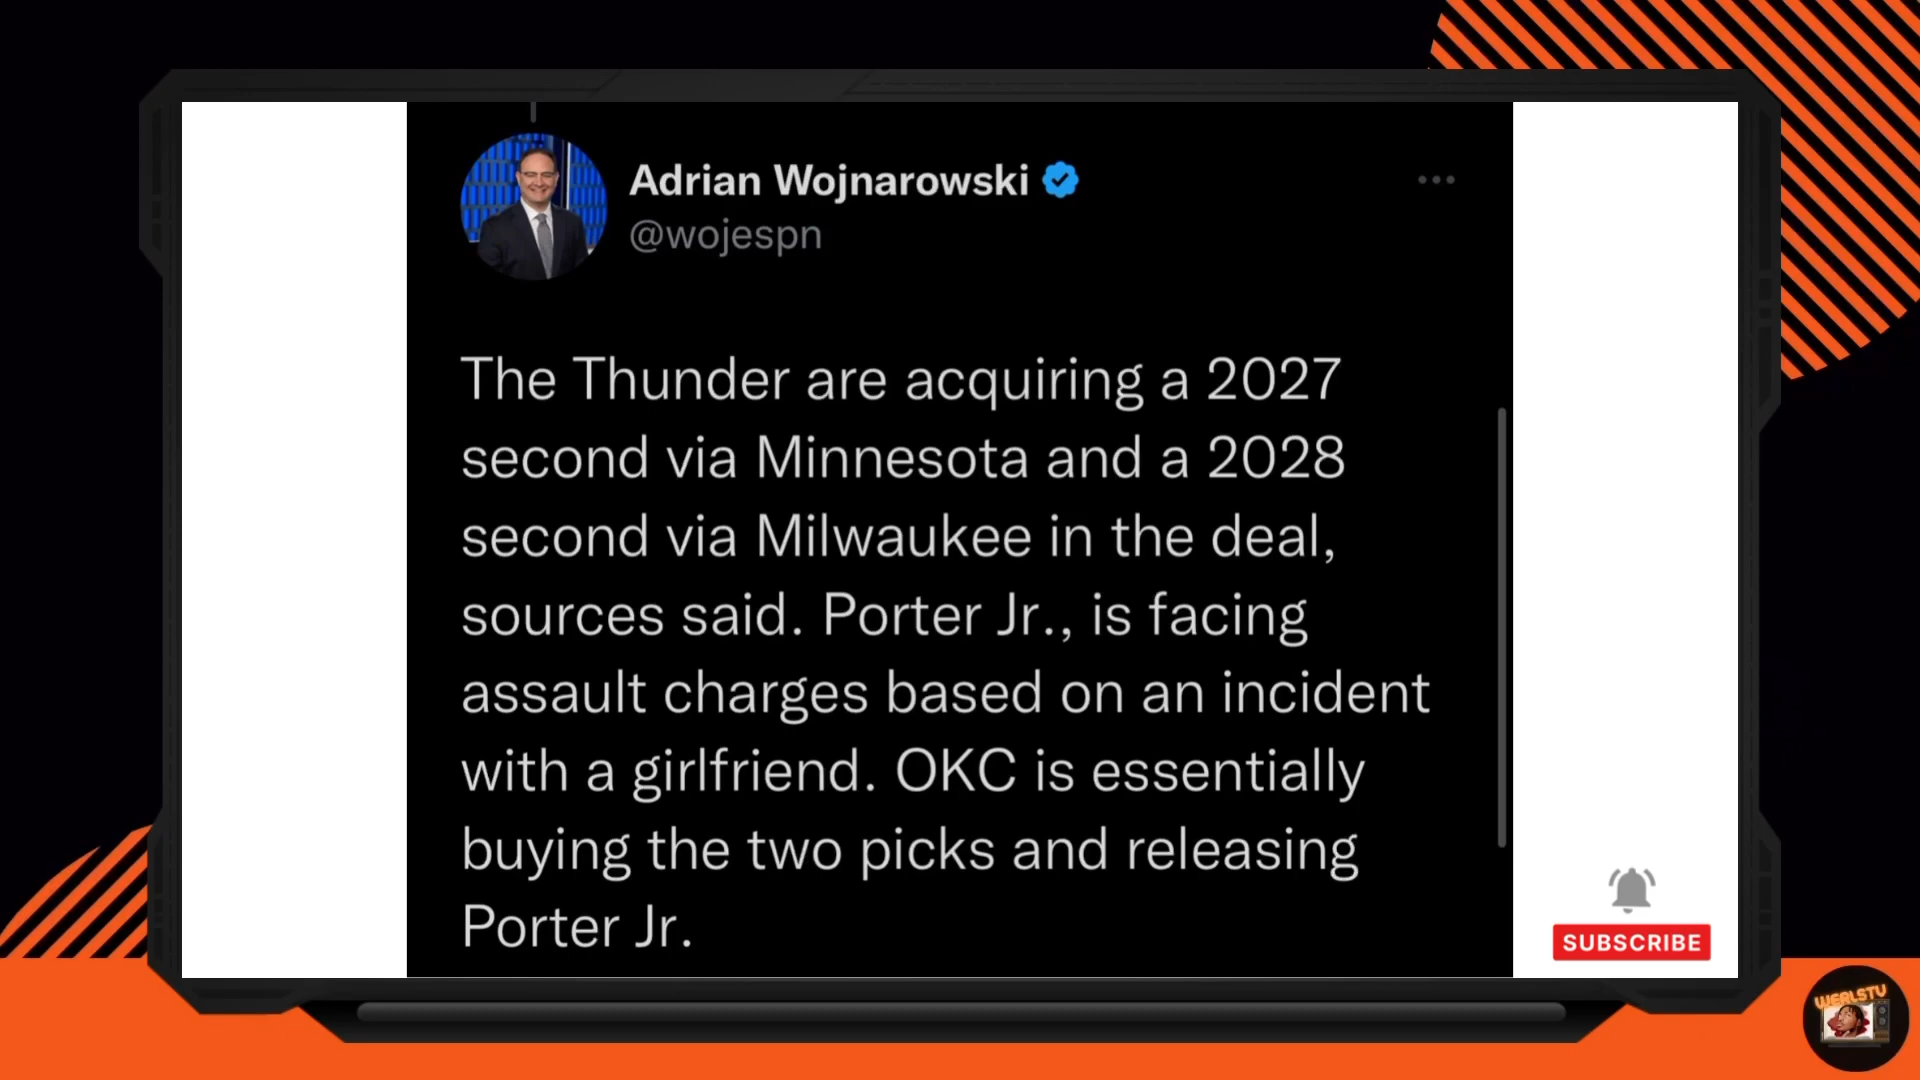 Adrian Wojnarowski
@wojespn
The Thunder are acquiring a 2027
second via Minnesota and a 2028
second via Milwaukee in the deal,
sources said. Porter Jr., is facing
assault charges based on an incident
with a girlfriend. OKC is essentially
buying the two picks and releasing
Porter Jr.
SUBSCRIBE
WERLSTV